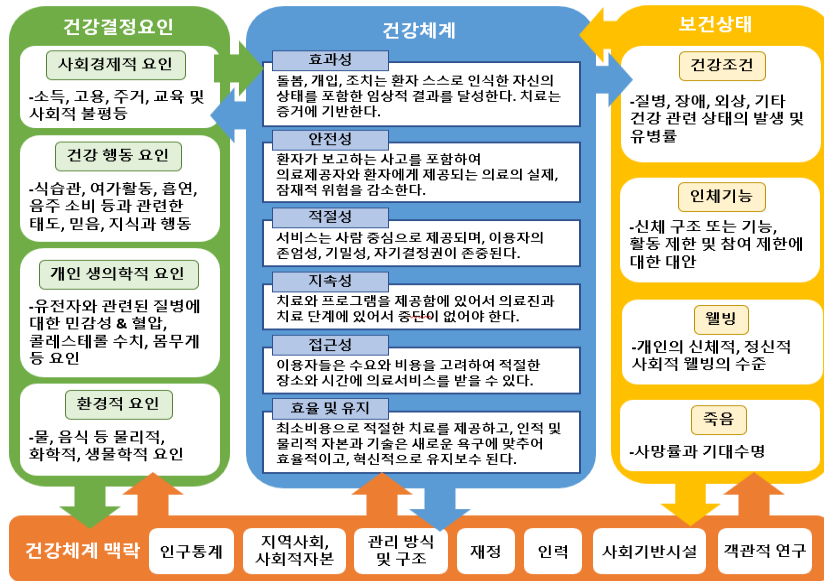 건강결정요인
사회경제적 요인
-소득, 고용, 주거, 교육 및
사회적 불평등
건강 행동 요인
-식습관, 여가활동, 흡연,
음주 소비 등과 관련한
태도, 믿음, 지식과 행동
개인 생의학적 요인
-유전자와 관련된 질병에
대한 민감성 & 혈압,
콜레스테롤 수치, 몸무게
등 요인
환경적 요인
-물, 음식 등 물리적,
화학적, 생물학적 요인
건강체계
효과성
돌봄, 개입, 조치는 환자 스스로 인식한 자신의
상태를 포함한 임상적 결과를 달성한다. 치료는
증거에 기반한다.
안전성
환자가 보고하는 사고를 포함하여
의료제공자와 환자에게 제공되는 의료의 실제,
잠재적 위험을 감소한다.
적절성
서비스는 사람 중심으로 제공되며, 이용자의
존엄성, 기밀성, 자기결정권이 존중된다.
지속성
치료와 프로그램을 제공함에 있어서 의료진과
치료 단계에 있어서 중단이 없어야 한다.
접근성
이용자들은 수요와 비용을 고려하여 적절한
장소와 시간에 의료서비스를 받을 수 있다.
효율 및 유지
최소비용으로 적절한 치료를 제공하고, 인적 및
물리적 자본과 기술은 새로운 욕구에 맞추어
효율적이고, 혁신적으로 유지보수 된다.
보건상태
건강조건
-질병, 장애, 외상, 기타
건강 관련 상태의 발생 및
유병률
인체기능
-신체 구조 또는 기능,
활동 제한 및 참여 제한에
대한 대안
웰빙
-개인의 신체적, 정신적
사회적 웰빙의 수준
죽음
-사망률과 기대수명
건강체계 맥락
인구통계
지역사회,
사회적자본
관리 방식
및 구조
재정
인력
사회기반시설
객관적 연구